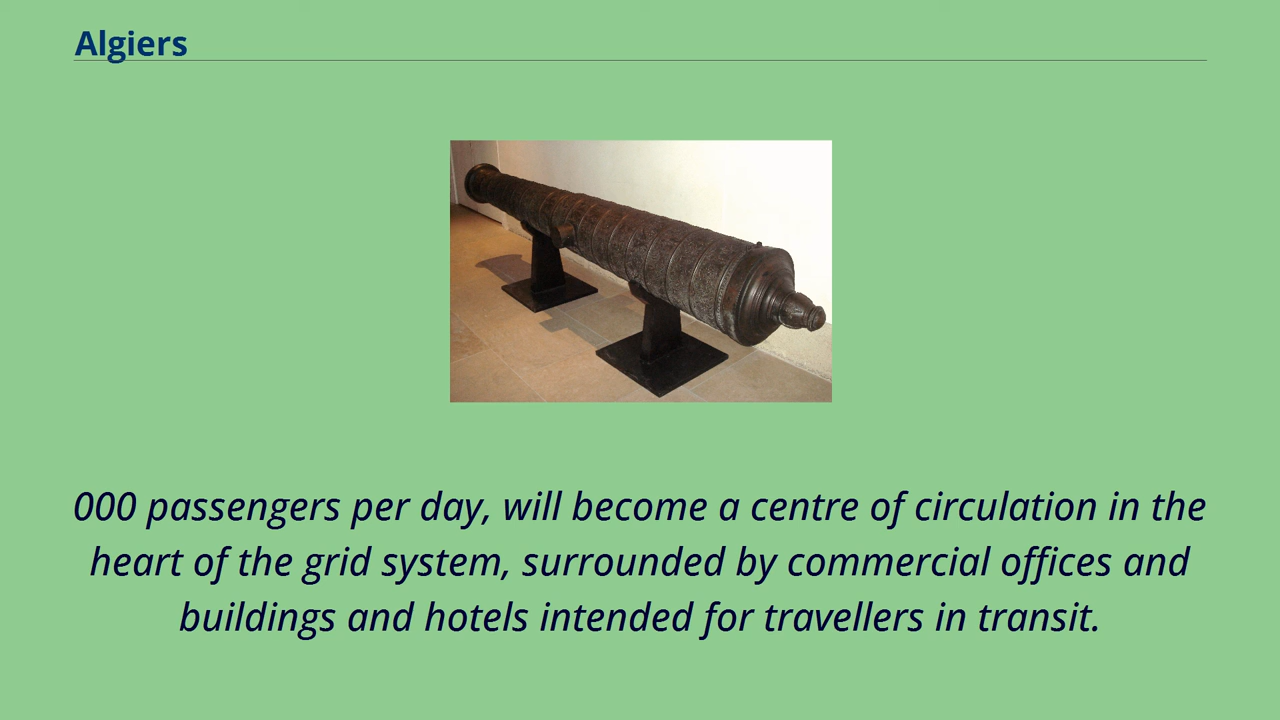 Algiers
000 passengers per day, will become a centre of circulation in the
heart of the grid system, surrounded by commercial offices and
buildings and hotels intended for travellers in transit.